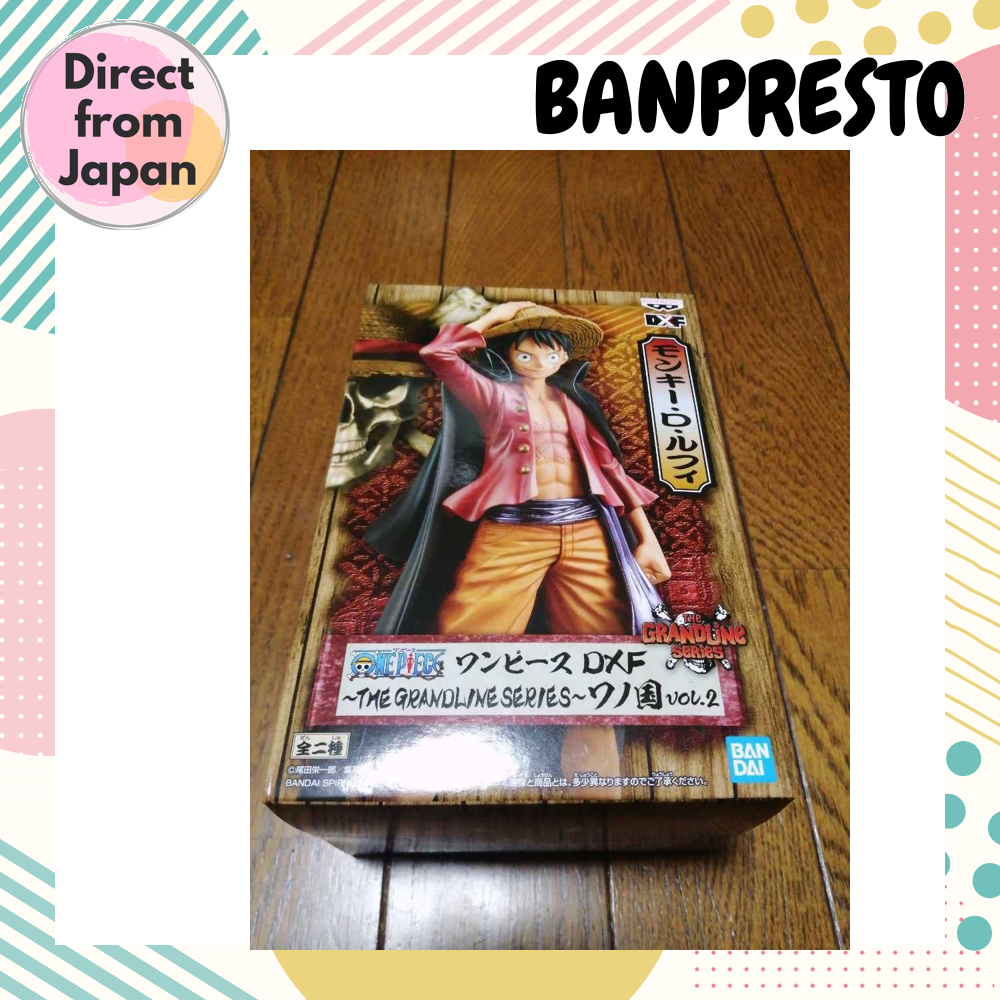 Direct
from
Japan
BANPRESTO
DXF
モンキー・D・ルフィ
THE
GRANDLINE
SERIES
ONE PIECE
ワンピース DXF
~THE GRANDLINE SERIES~ワノ国 VOL.2
全二種
©尾田栄一郎/集
BANDAI SPIRI
と商品とは、多少異なりますのでご了承ください。
BAN
DAI